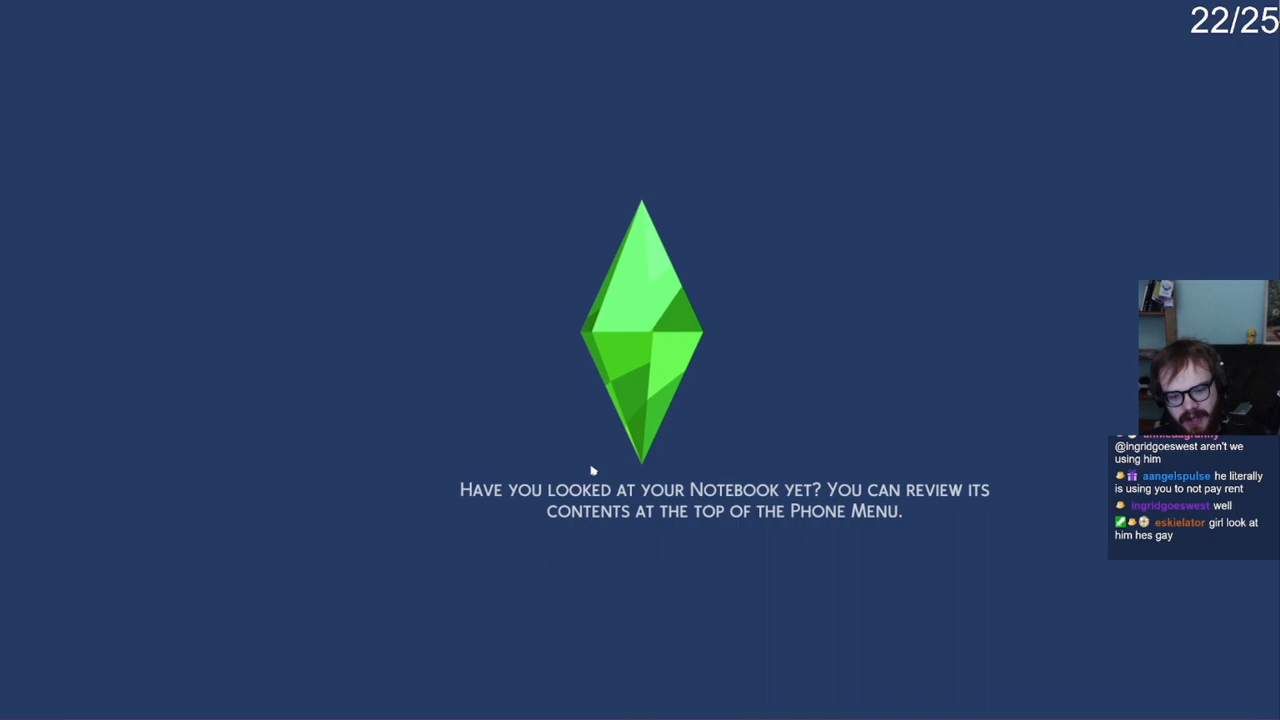 22/25
HAVE YOU LOOKED AT YOUR NOTEBOOK YET? YOU CAN REVIEW ITS
CONTENTS AT THE TOP OF THE PHONE MENU.
@ingridgoeswest aren't we
using him
aangelspulse he literally
is using you to not pay rent
ingridgoeswest well
eskielator girl look at
him hes gay